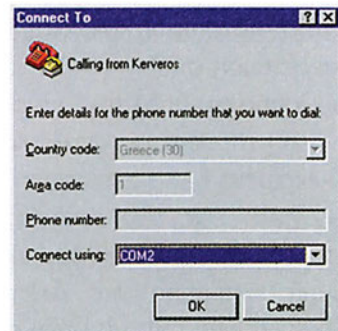 Connect To
Calling from Kerveros
Enter details for the phone number that you want to dial:
Country code: Greece (30)
Area code: 1
Phone number:
Connect using: COM2
OK Cancel